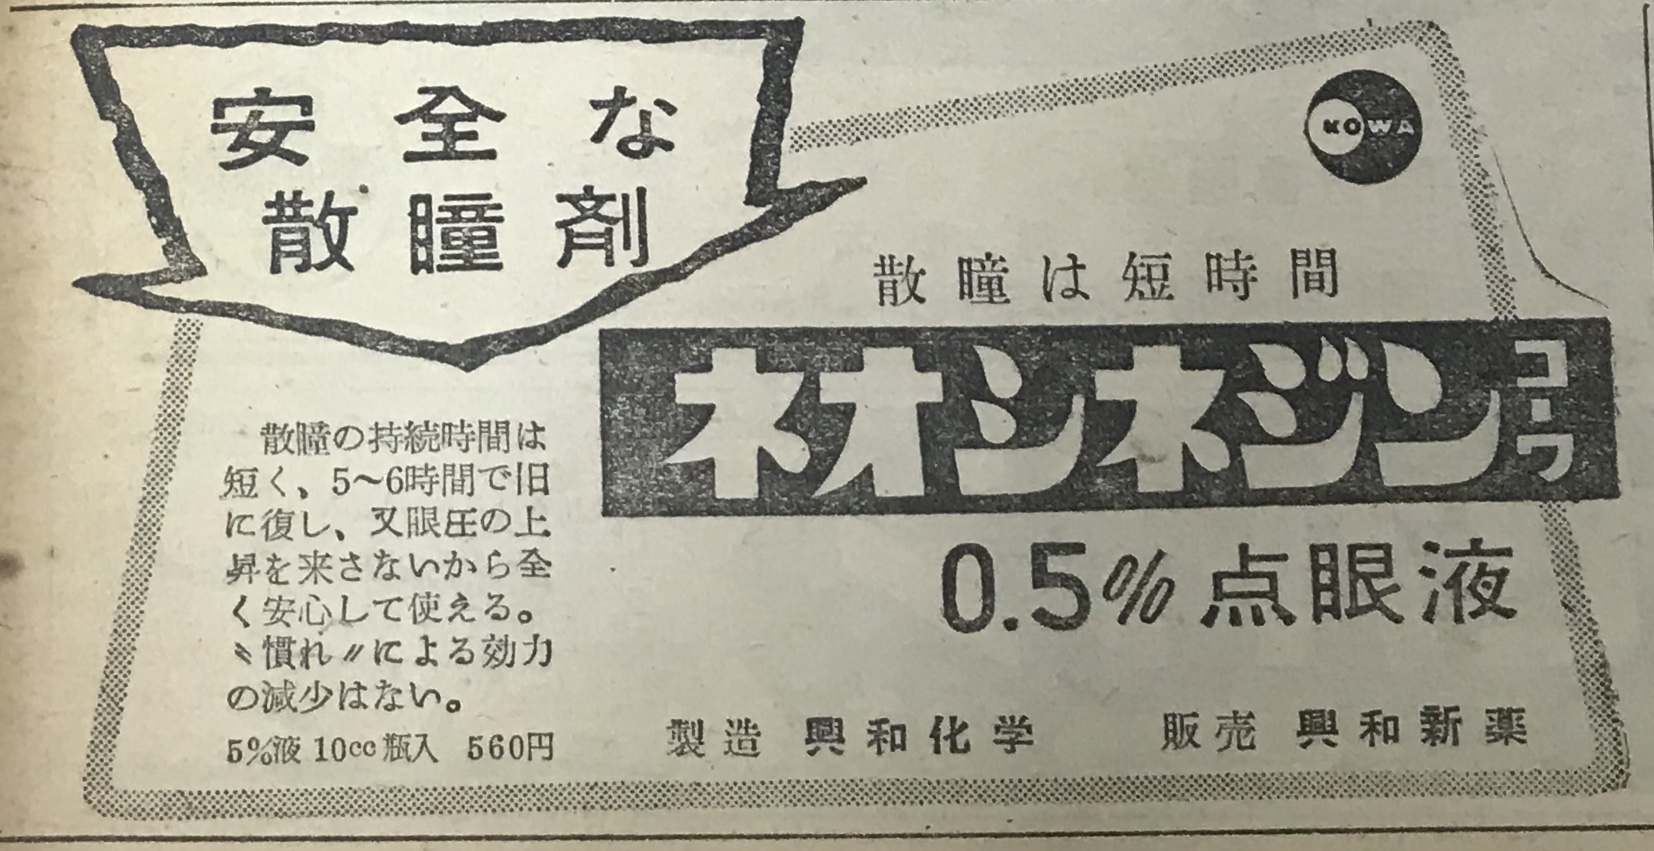 安全な
散瞳剤
KOWA
散瞳は短時間
ネオシネジン
コーワ
0.5%点眼液
散瞳の持続時間は
短く、5〜6時間で旧
に復し、又眼圧の上
昇を来さないから全
く安心して使える。
〝慣れ〃による効力
の減少はない。
5%液 10cc瓶入 560円
製造 興和化学 販売 興和新薬